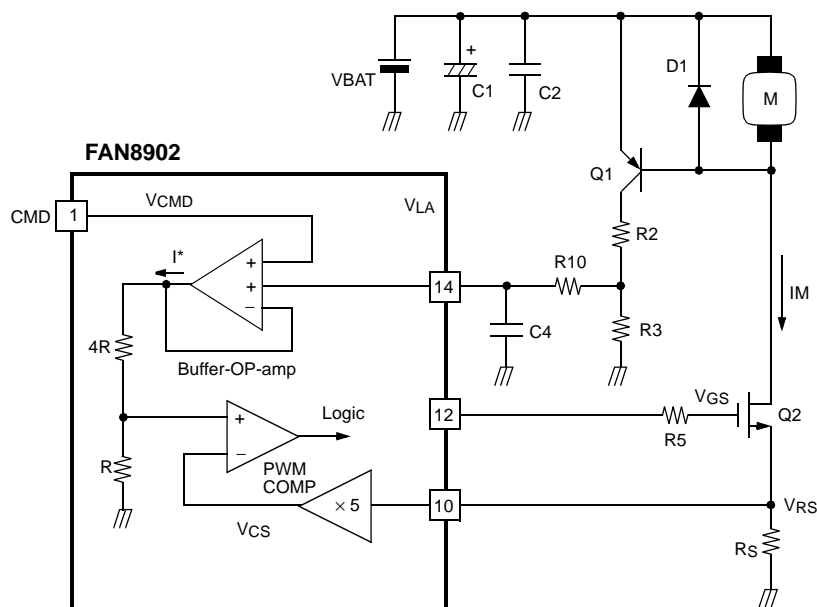 +
D1
VBAT
C1
C2
M
FAN8902
Q1
VCMD
VLA
CMD
1
R2
I*
+
R10
+
14
IM
−
C4
R3
4R
Buffer-OP-amp
VGS
Logic
12
+
Q2
R5
−
R
PWM
COMP
× 5
10
VRS
VCS
RS